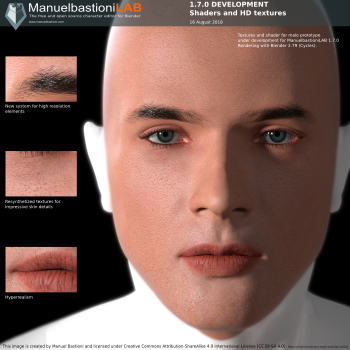 ManuelbastioniLAB
The free and open source character editor for Blender
www.manuelbastioni.com
1.7.0 DEVELOPMENT
Shaders and HD textures
16 August 2018
Textures and shader for male prototype
under development for ManuelbastioniLAB 1.7.0
Rendering with Blender 2.79 (Cycles).
New system for high resolution
elements
Resynthetized textures for
impressive skin details
Hyperrealism
This image is created by Manuel Bastioni and licensed under Creative Commons Attribution-ShareAlike 4.0 International License (CC BY-SA 4.0)